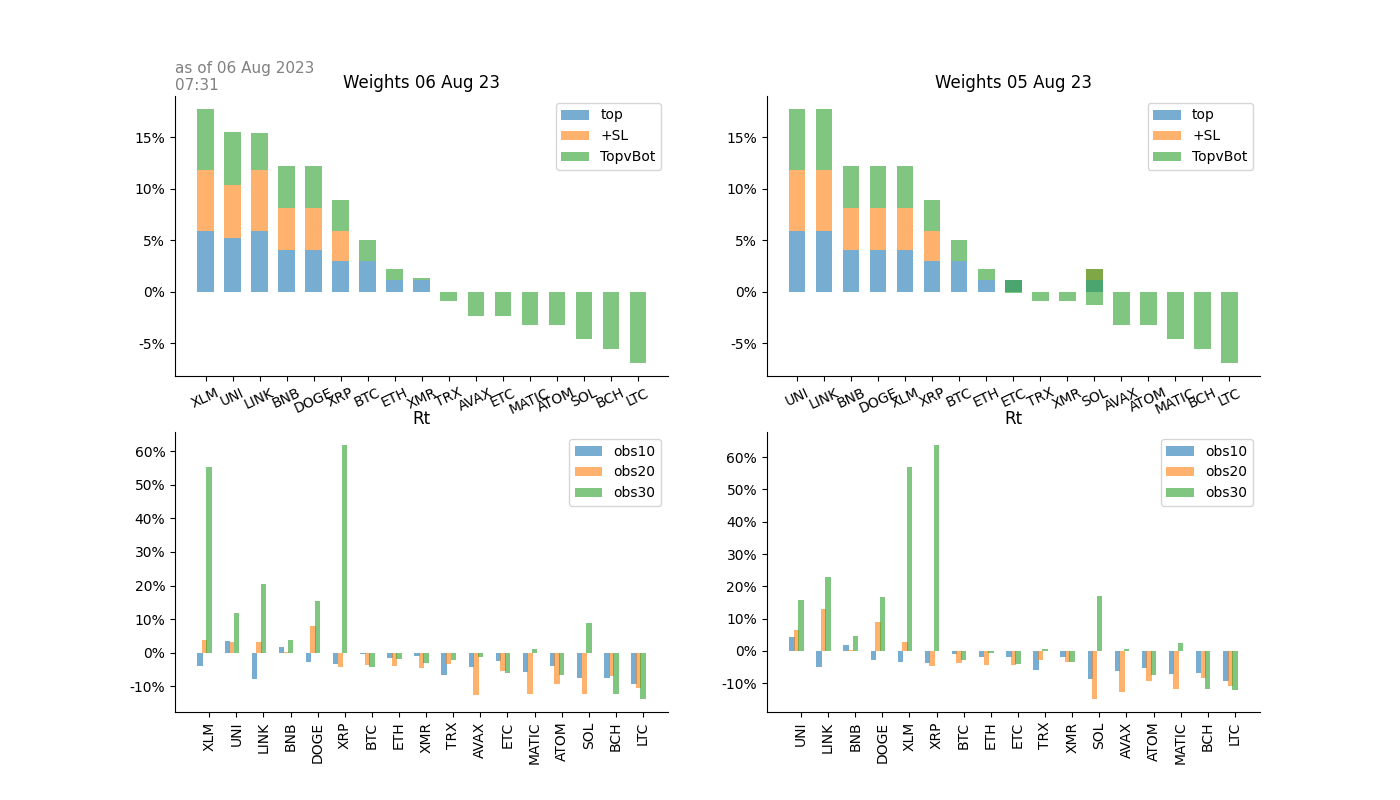 as of 06 Aug 2023
07:31
Weights 06 Aug 23
15%
10%
5%
0%
-5%
top
+SL
TopvBot
XLM UNI LINK BNB DOGE XRP BTC ETH XMR TRX AVAX ETC MATIC ATOM SOL BCH LTC
Weights 05 Aug 23
15%
10%
5%
0%
-5%
top
+SL
TopvBot
UNI LINK BNB DOGE XLM XRP BTC ETH ETC TRX XMR SOL AVAX ATOM MATIC BCH LTC
Rt
60%
50%
40%
30%
20%
10%
0%
-10%
obs10
obs20
obs30
XLM UNI LINK BNB DOGE XRP BTC ETH XMR TRX AVAX ETC MATIC ATOM SOL BCH LTC
Rt
60%
50%
40%
30%
20%
10%
0%
-10%
obs10
obs20
obs30
UNI LINK BNB DOGE XLM XRP BTC ETH ETC TRX XMR SOL AVAX ATOM MATIC BCH LTC